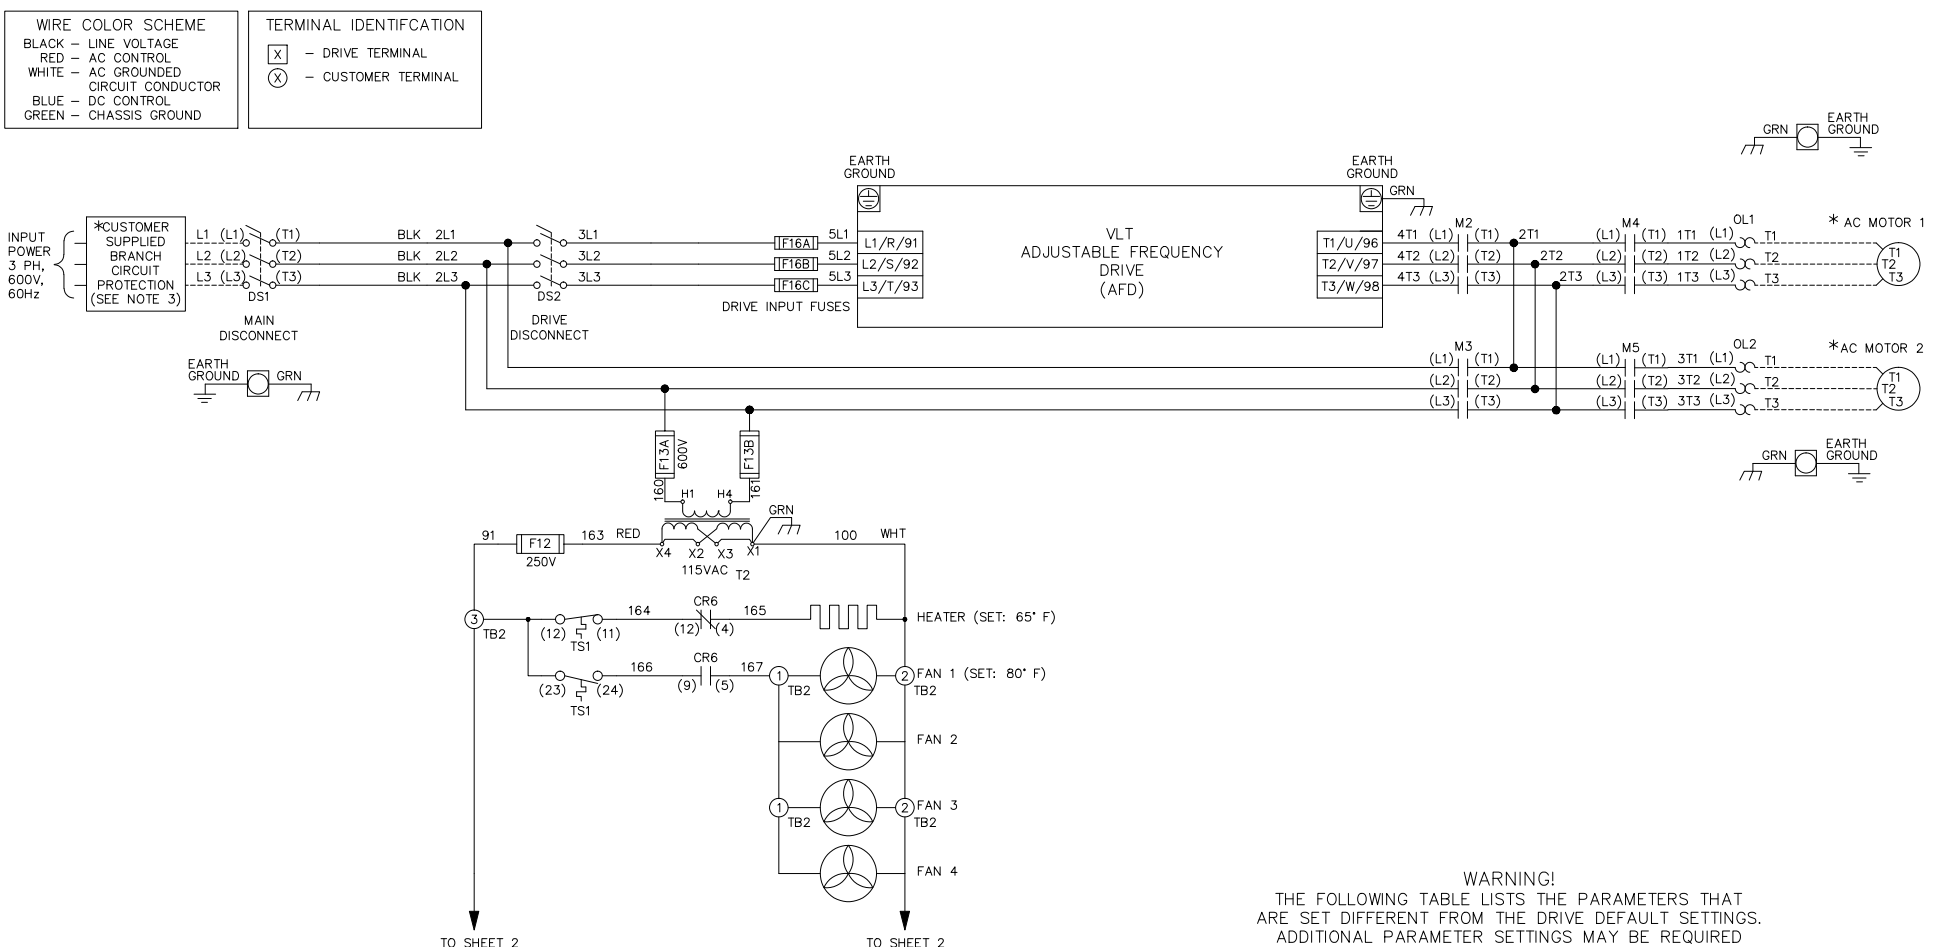 WIRE COLOR SCHEME
BLACK – LINE VOLTAGE
RED – AC CONTROL
WHITE – AC GROUNDED
CIRCUIT CONDUCTOR
BLUE – DC CONTROL
GREEN – CHASSIS GROUND
TERMINAL IDENTIFCATION
X – DRIVE TERMINAL
X – CUSTOMER TERMINAL
INPUT
POWER
3 PH,
600V,
60Hz
*CUSTOMER
SUPPLIED
BRANCH
CIRCUIT
PROTECTION
(SEE NOTE 3)
L1 (L1) (T1) BLK 2L1 3L1 F16A 5L1 L1/R/91
L2 (L2) (T2) BLK 2L2 3L2 F16B 5L2 L2/S/92
L3 (L3) (T3) BLK 2L3 3L3 F16C 5L3 L3/T/93
DS1
MAIN
DISCONNECT
DS2
DRIVE
DISCONNECT
DRIVE INPUT FUSES
EARTH
GROUND
VLT
ADJUSTABLE FREQUENCY
DRIVE
(AFD)
EARTH
GROUND
GRN
M2 M4 OL1
T1/U/96 4T1 (L1) (T1) 2T1 (L1) (T1) 1T1 (L1) T1
T2/V/97 4T2 (L2) (T2) 2T2 (L2) (T2) 1T2 (L2) T2
T3/W/98 4T3 (L3) (T3) 2T3 (L3) (T3) 1T3 (L3) T3
* AC MOTOR 1
T1
T2
T3
GRN
EARTH
GROUND
EARTH
GROUND
GRN
M3 M5 OL2
(L1) (T1) (L1) (T1) 3T1 (L1) T1
(L2) (T2) (L2) (T2) 3T2 (L2) T2
(L3) (T3) (L3) (T3) 3T3 (L3) T3
*AC MOTOR 2
T1
T2
T3
GRN
EARTH
GROUND
F13A
600V
F13B
160
161
H1 H4
GRN
91 F12 163 RED
250V
X4 X2 X3 X1
115VAC T2
100 WHT
3 TB2
(12) (11) 164 CR6 (12) (4) 165
TS1
HEATER (SET: 65° F)
(23) (24) 166 CR6 (9) (5) 167
TS1
1 TB2
2 TB2
FAN 1 (SET: 80° F)
FAN 2
1 TB2
2 TB2
FAN 3
FAN 4
TO SHEET 2
TO SHEET 2
WARNING!
THE FOLLOWING TABLE LISTS THE PARAMETERS THAT
ARE SET DIFFERENT FROM THE DRIVE DEFAULT SETTINGS.
ADDITIONAL PARAMETER SETTINGS MAY BE REQUIRED